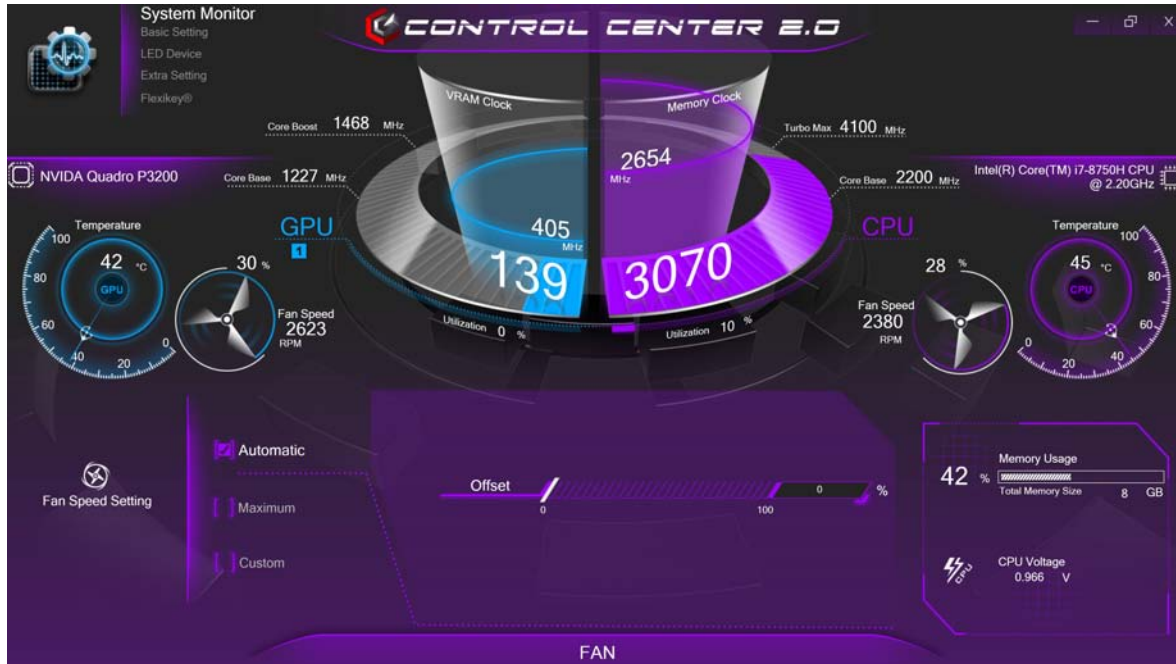 System Monitor
Basic Setting
LED Device
Extra Setting
Flexikey®
CONTROL CENTER 2.0
VRAM Clock
Memory Clock
Core Boost 1468 MHz
Turbo Max 4100 MHz
2654
MHz
NVIDA Quadro P3200
Core Base 1227 MHz
Core Base 2200 MHz
Intel(R) Core(TM) i7-8750H CPU
@ 2.20GHz
Temperature
42 °C
GPU
0
20
40
60
80
100
30 %
Fan Speed
2623
RPM
GPU
1
405
MHz
139
3070
Utilization 0 %
Utilization 10 %
CPU
28 %
Fan Speed
2380
RPM
Temperature
45 °C
CPU
0
20
40
60
80
100
Fan Speed Setting
Automatic
Maximum
Custom
Offset
0
%
0
100
42 %
Memory Usage
Total Memory Size 8 GB
CPU
CPU Voltage
0.966 V
FAN